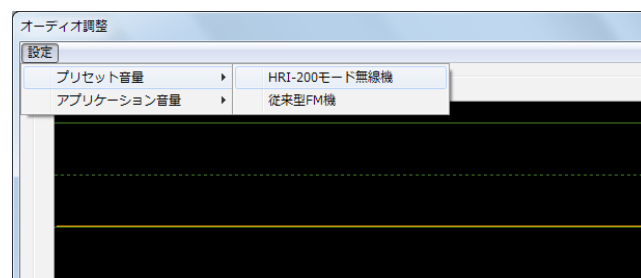 オーディオ調整
設定
プリセット音量
HRI-200モード無線機
アプリケーション音量
従来型FM機